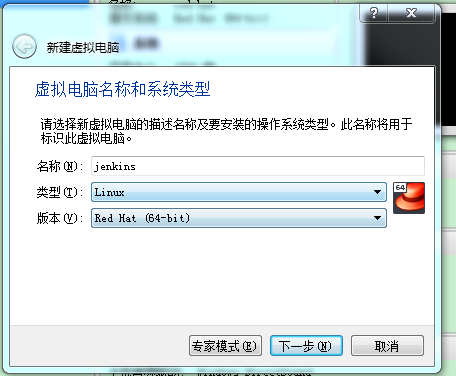 新建虚拟电脑
虚拟电脑名称和系统类型
请选择新虚拟电脑的描述名称及要安装的操作系统类型。此名称将用于
标识此虚拟电脑。
名称(N): jenkins
类型(T): Linux
64
版本(V): Red Hat (64-bit)
专家模式(E) 下一步(N) 取消